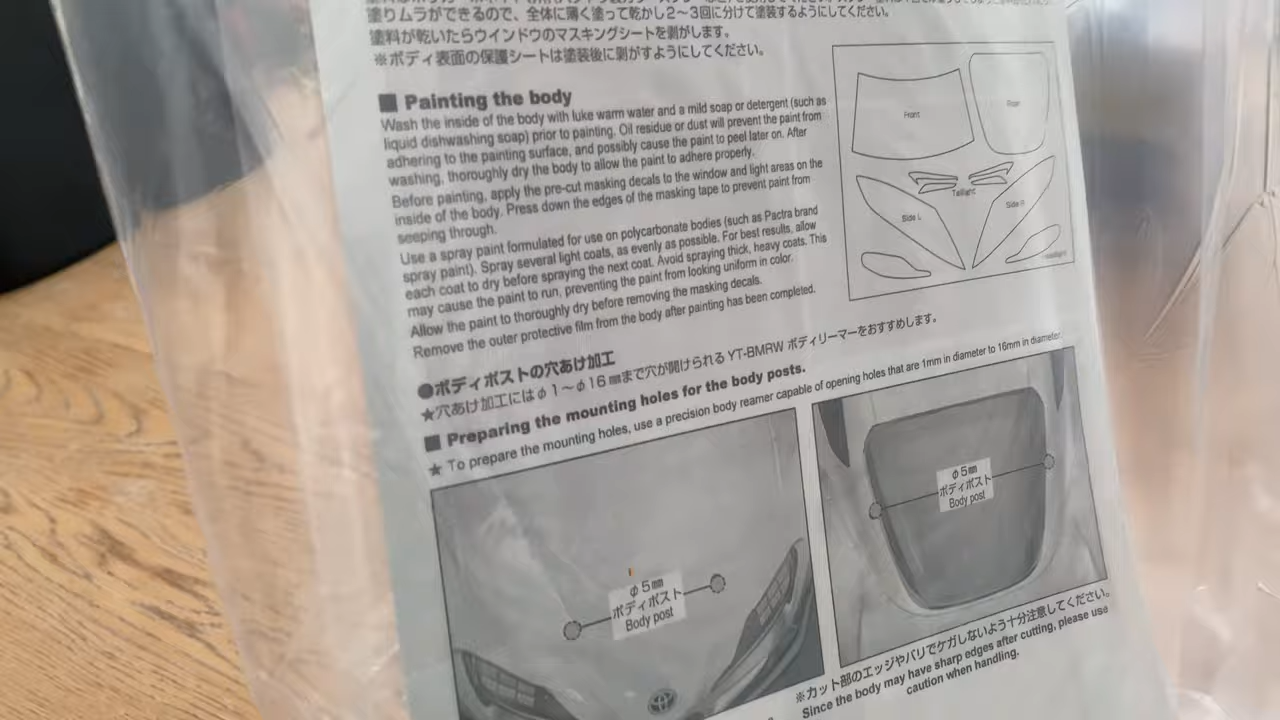 塗りムラができるので、全体に薄く塗って乾かし2～3回に分けて塗装するようにしてください。
塗料が乾いたらウインドウのマスキングシートを剥がします。
※ボディ表面の保護シートは塗装後に剥がすようにしてください。
■ Painting the body
Wash the inside of the body with luke warm water and a mild soap or detergent (such as
liquid dishwashing soap) prior to painting. Oil residue or dust will prevent the paint from
adhering to the painting surface, and possibly cause the paint to peel later on. After
washing, thoroughly dry the body to allow the paint to adhere properly.
Before painting, apply the pre-cut masking decals to the window and light areas on the
inside of the body. Press down the edges of the masking tape to prevent paint from
seeping through.
Use a spray paint formulated for use on polycarbonate bodies (such as Pactra brand
spray paint). Spray several light coats, as evenly as possible. For best results, allow
each coat to dry before spraying the next coat. Avoid spraying thick, heavy coats. This
may cause the paint to run, preventing the paint from looking uniform in color.
Allow the paint to thoroughly dry before removing the masking decals.
Remove the outer protective film from the body after painting has been completed.
Front
Rear
Taillight
Side L
Side R
Headlight
●ボディポストの穴あけ加工
★穴あけ加工にはφ1～φ16㎜まで穴が開けられる YT-BMRW ボディリーマーをおすすめします。
■ Preparing the mounting holes for the body posts.
★ To prepare the mounting holes, use a precision body reamer capable of opening holes that are 1mm in diameter to 16mm in diameter.
φ5㎜
ボディポスト
Body post
φ5㎜
ボディポスト
Body post
※カット部のエッジやバリでケガしないよう十分注意してください。
Since the body may have sharp edges after cutting, please use
caution when handling.